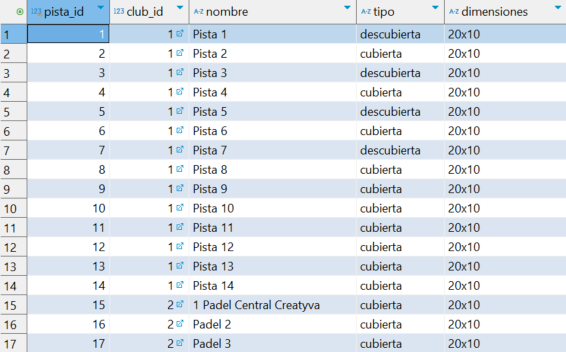 123 pista_id 123 club_id A-Z nombre A-Z tipo A-Z dimensiones
1 1 1 Pista 1 descubierta 20x10
2 2 1 Pista 2 cubierta 20x10
3 3 1 Pista 3 descubierta 20x10
4 4 1 Pista 4 cubierta 20x10
5 5 1 Pista 5 descubierta 20x10
6 6 1 Pista 6 cubierta 20x10
7 7 1 Pista 7 descubierta 20x10
8 8 1 Pista 8 cubierta 20x10
9 9 1 Pista 9 cubierta 20x10
10 10 1 Pista 10 cubierta 20x10
11 11 1 Pista 11 cubierta 20x10
12 12 1 Pista 12 cubierta 20x10
13 13 1 Pista 13 cubierta 20x10
14 14 1 Pista 14 cubierta 20x10
15 15 2 1 Padel Central Creatyva cubierta 20x10
16 16 2 Padel 2 cubierta 20x10
17 17 2 Padel 3 cubierta 20x10